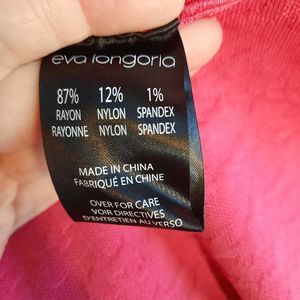 eva longoria
87% 12% 1%
RAYON NYLON SPANDEX
RAYONNE NYLON SPANDEX
MADE IN CHINA
FABRIQUÉ EN CHINE
OVER FOR CARE
VOIR DIRECTIVES
D'ENTRETIEN AU VERSO